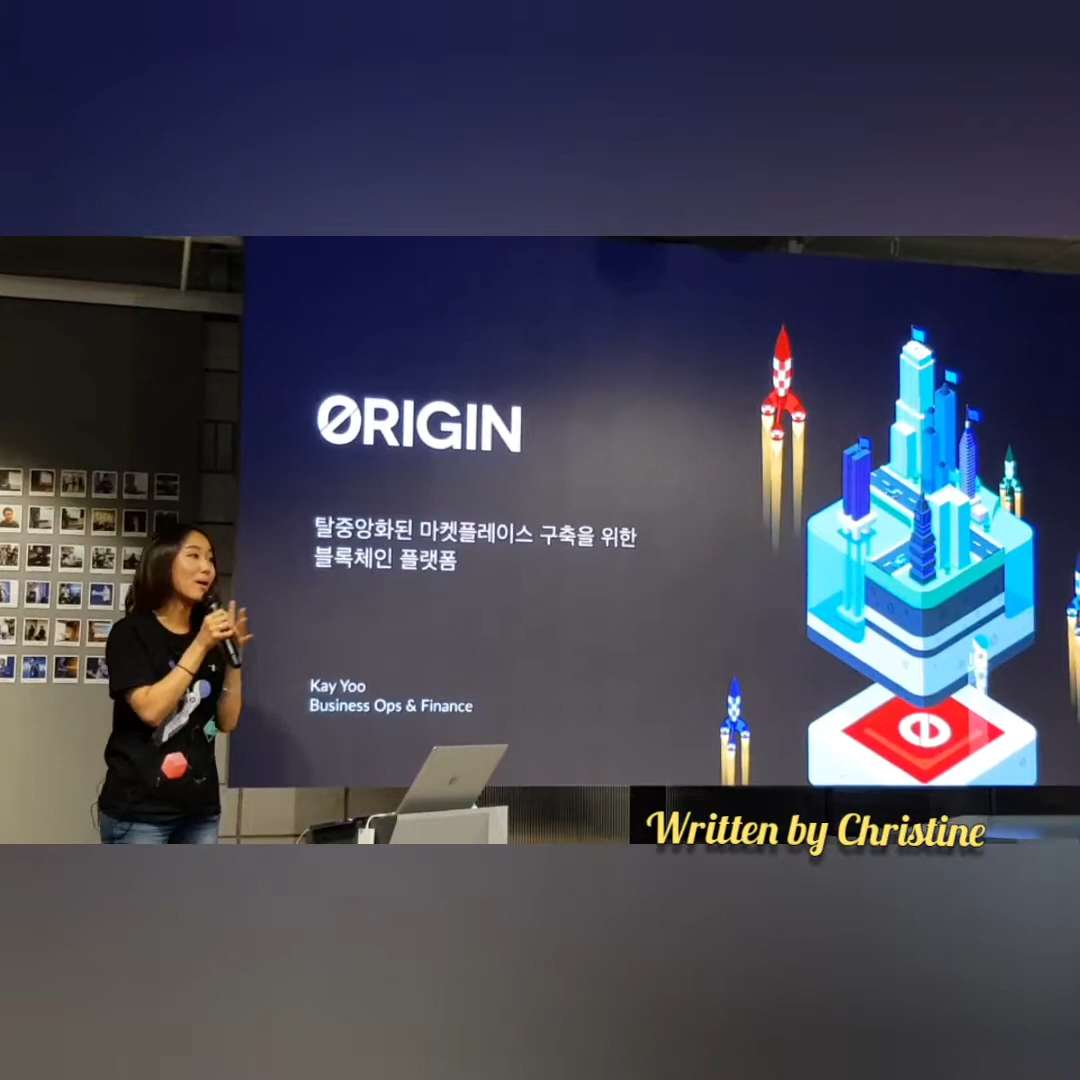 ORIGIN
탈중앙화된 마켓플레이스 구축을 위한
블록체인 플랫폼
Kay Yoo
Business Ops & Finance
Written by Christine